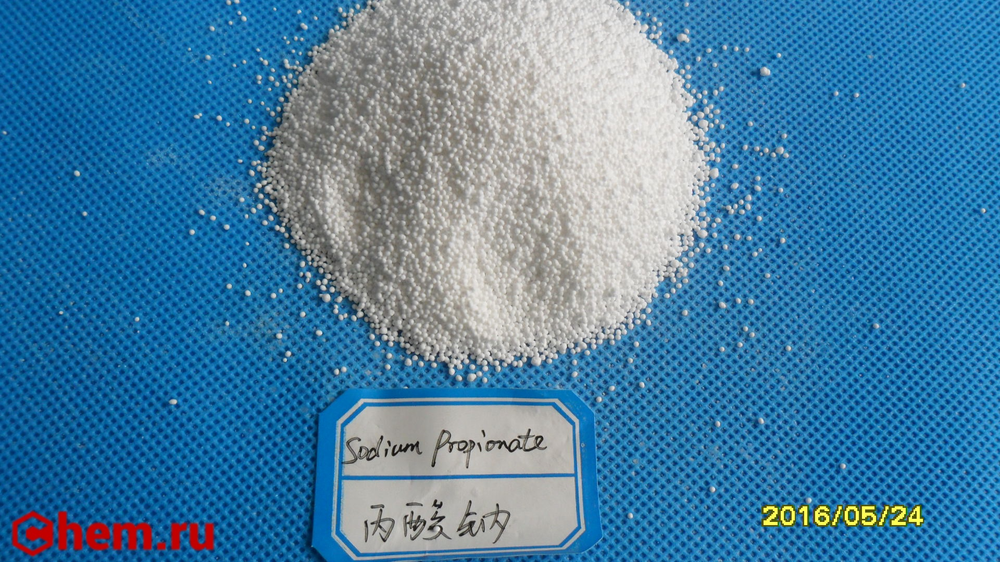 Sodium Propionate
丙酸钠
2016/05/24
Chem.ru